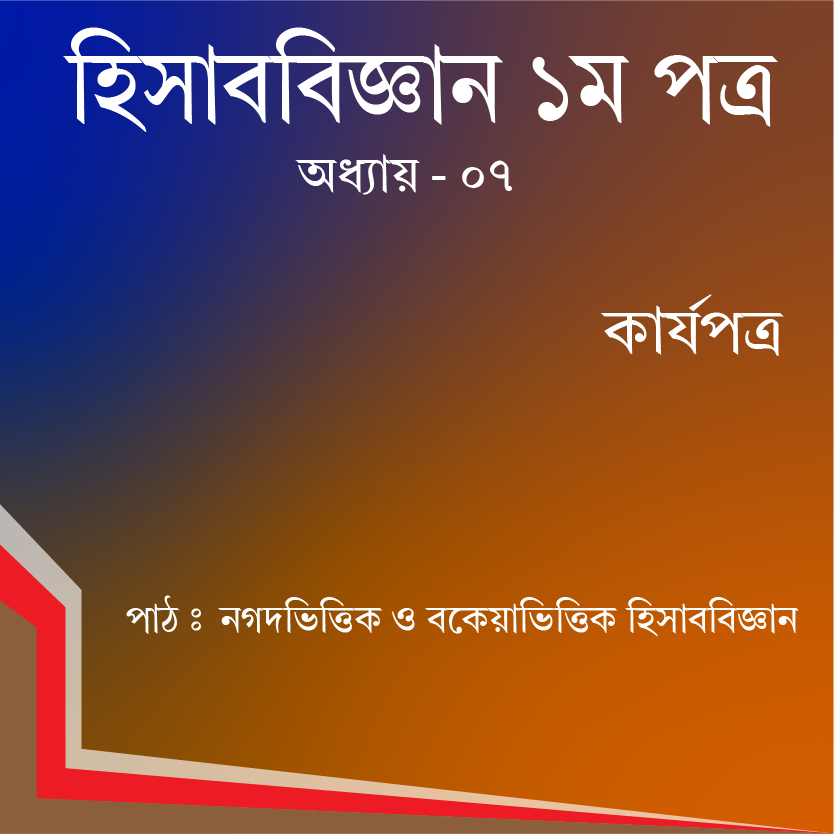 হিসাববিজ্ঞান ১ম পত্র
অধ্যায় - ০৭
কার্যপত্র
পাঠ ঃ নগদভিত্তিক ও বকেয়াভিত্তিক হিসাববিজ্ঞান